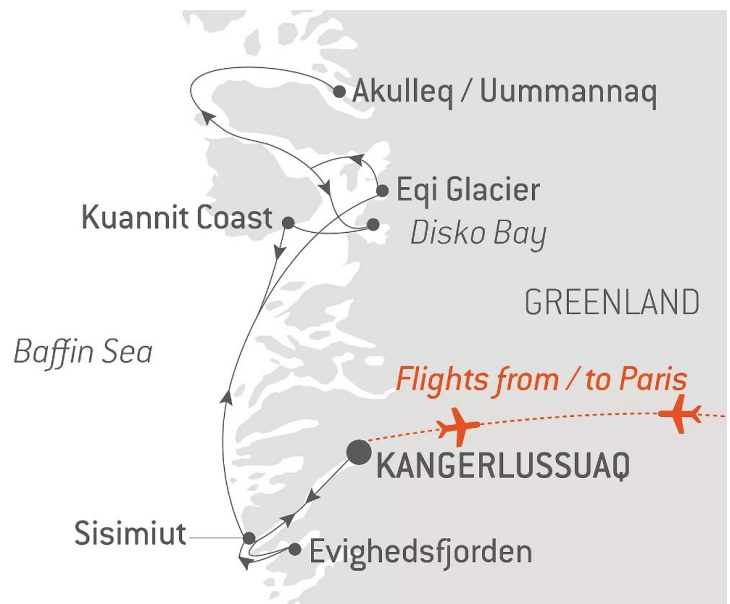 Akulleq / Uummannaq
Eqi Glacier
Kuannit Coast
Disko Bay
GREENLAND
Baffin Sea
Flights from / to Paris
KANGERLUSSUAQ
Sisimiut
Evighedsfjorden